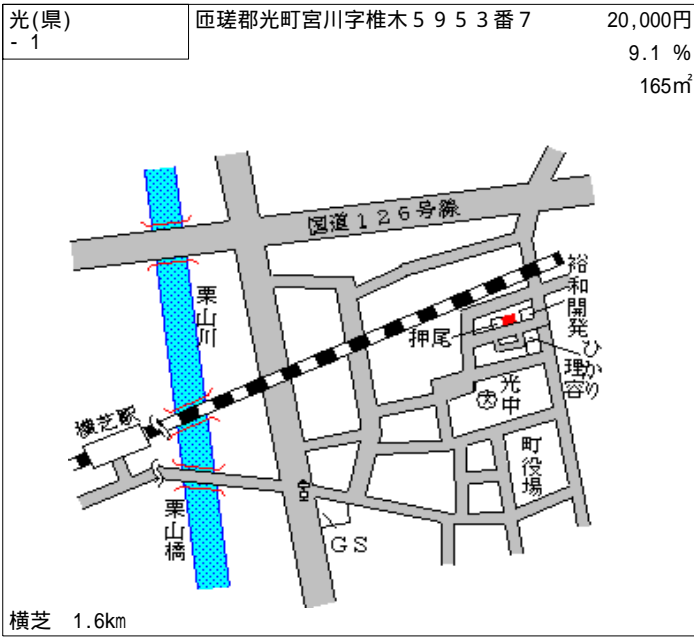 光(県)
- 1
匝瑳郡光町宮川字椎木５９５３番７
20,000円
9.1 %
165㎡
国道１２６号線
栗山川
裕和開発
押尾
ひかり理容
光中
文
横芝駅
町役場
栗山橋
ＧＳ
横芝 1.6km